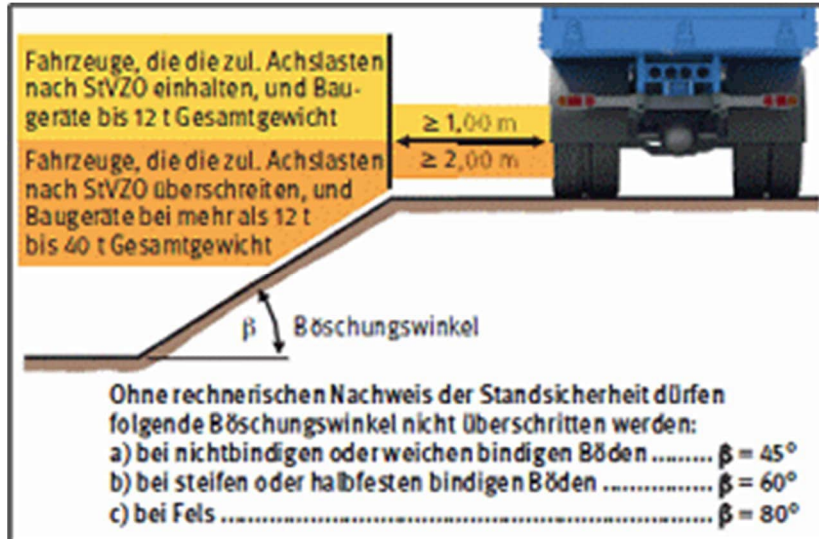 Fahrzeuge, die die zul. Achslasten
nach StVZO einhalten, und Bau-
geräte bis 12 t Gesamtgewicht
≥ 1,00 m
Fahrzeuge, die die zul. Achslasten
nach StVZO überschreiten, und
Baugeräte bei mehr als 12 t
bis 40 t Gesamtgewicht
≥ 2,00 m
β Böschungswinkel
Ohne rechnerischen Nachweis der Standsicherheit dürfen
folgende Böschungswinkel nicht überschritten werden:
a) bei nichtbindigen oder weichen bindigen Böden ......... β = 45°
b) bei steifen oder halbfesten bindigen Böden ................ β = 60°
c) bei Fels ....................................................................... β = 80°